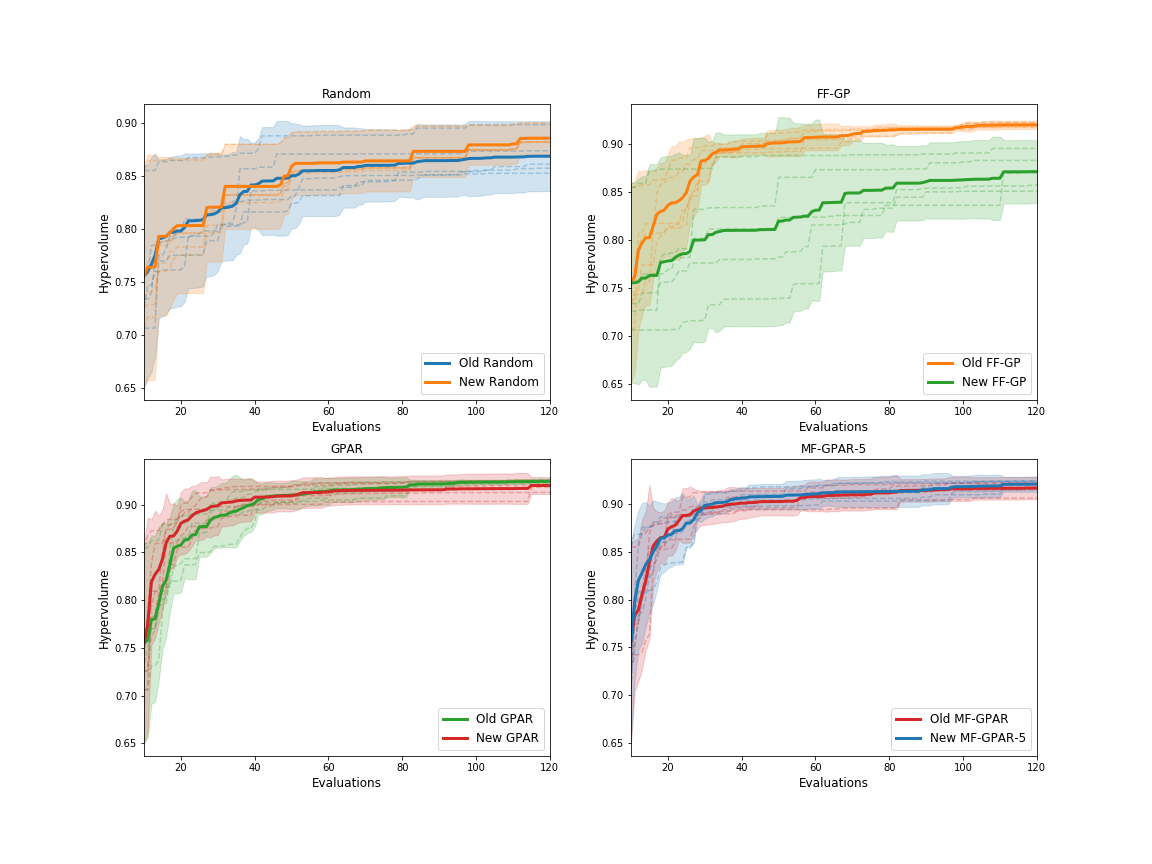 Random
Hypervolume
0.90
0.85
0.80
0.75
0.70
0.65
Old Random
New Random
20 40 60 80 100 120
Evaluations
FF-GP
Hypervolume
0.90
0.85
0.80
0.75
0.70
0.65
Old FF-GP
New FF-GP
20 40 60 80 100 120
Evaluations
GPAR
Hypervolume
0.90
0.85
0.80
0.75
0.70
0.65
Old GPAR
New GPAR
20 40 60 80 100 120
Evaluations
MF-GPAR-5
Hypervolume
0.90
0.85
0.80
0.75
0.70
0.65
Old MF-GPAR
New MF-GPAR-5
20 40 60 80 100 120
Evaluations